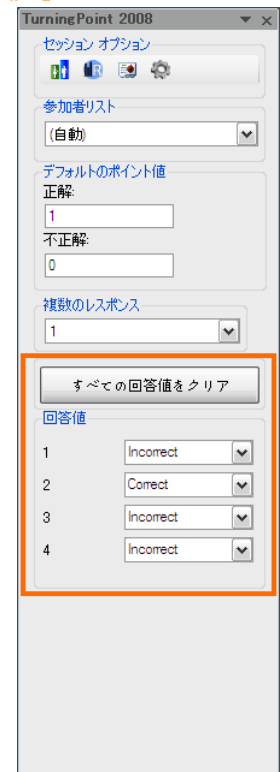 TurningPoint 2008
セッション オプション
参加者リスト
(自動)
デフォルトのポイント値
正解:
1
不正解:
0
複数のレスポンス
1
すべての回答値をクリア
回答値
1 Incorrect
2 Correct
3 Incorrect
4 Incorrect